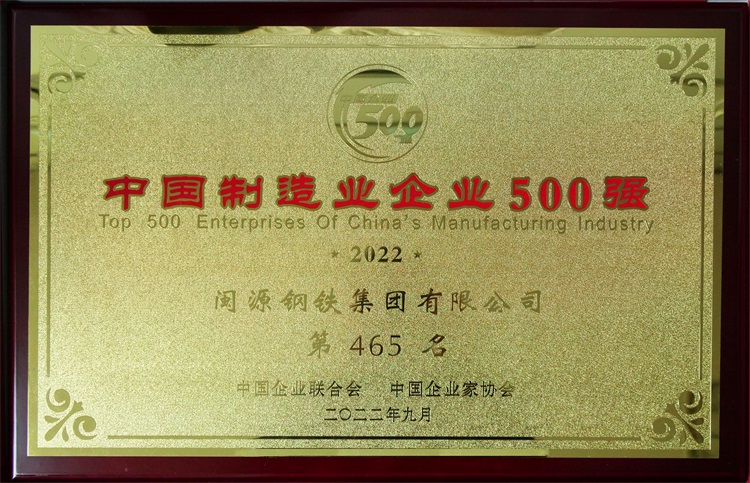 500
中国制造业企业500强
Top 500 Enterprises Of China's Manufacturing Industry
★ 2022 ★
闽源钢铁集团有限公司
第 465 名
中国企业联合会 中国企业家协会
二〇二二年九月